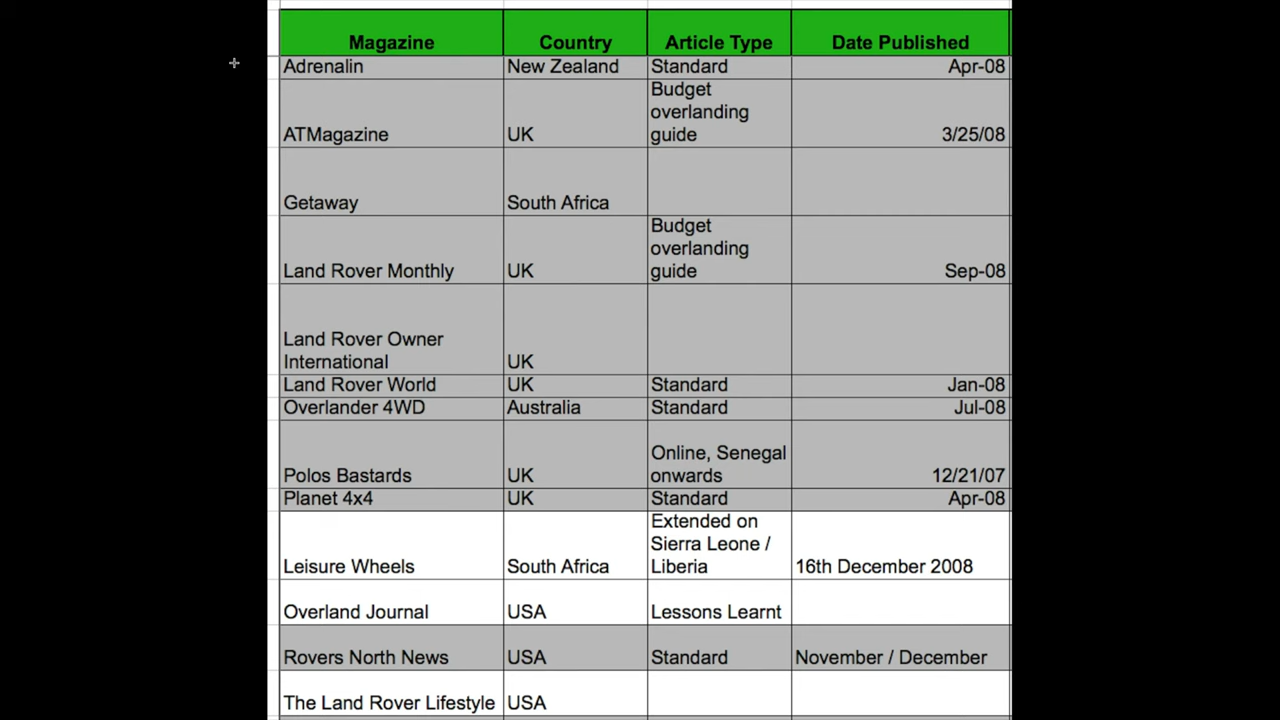 Magazine Country Article Type Date Published
Adrenalin New Zealand Standard Apr-08
Budget
overlanding
ATMagazine UK guide 3/25/08
Getaway South Africa
Budget
overlanding
Land Rover Monthly UK guide Sep-08
Land Rover Owner
International UK
Land Rover World UK Standard Jan-08
Overlander 4WD Australia Standard Jul-08
Online, Senegal
Polos Bastards UK onwards 12/21/07
Planet 4x4 UK Standard Apr-08
Extended on
Sierra Leone /
Leisure Wheels South Africa Liberia 16th December 2008
Overland Journal USA Lessons Learnt
Rovers North News USA Standard November / December
The Land Rover Lifestyle USA